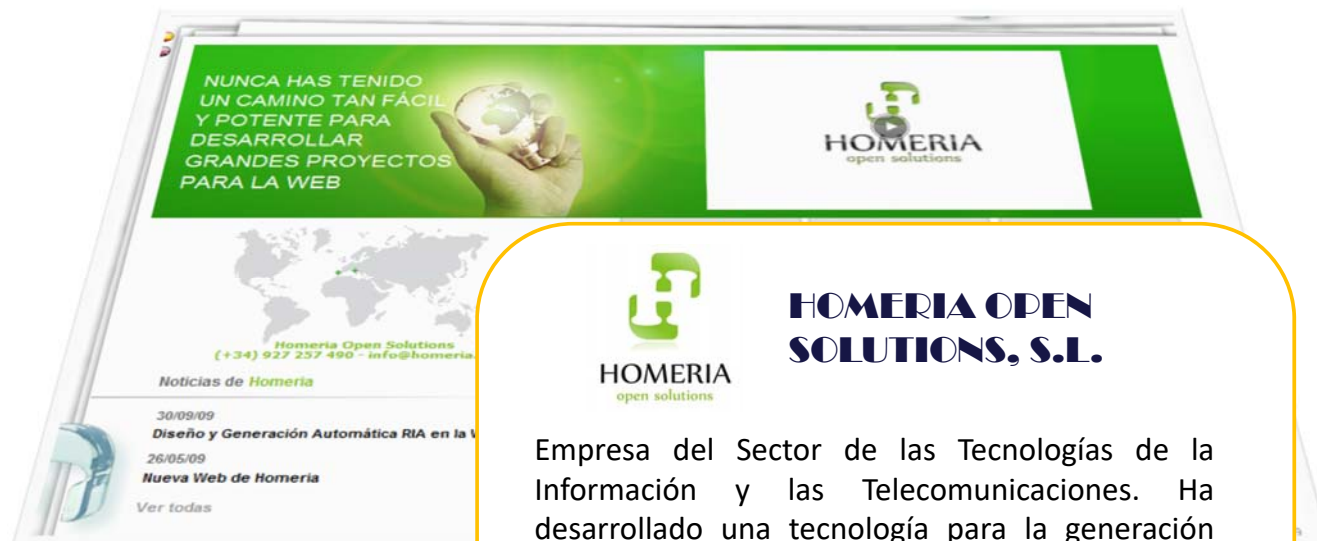 NUNCA HAS TENIDO
UN CAMINO TAN FÁCIL
Y POTENTE PARA
DESARROLLAR
GRANDES PROYECTOS
PARA LA WEB
HOMERIA
open solutions
Homeria Open Solutions
(+34) 927 257 490 - info@homeria.
Noticias de Homeria
30/09/09
Diseño y Generación Automática RIA en la W
26/05/09
Nueva Web de Homeria
Ver todas
HOMERIA
open solutions
HOMERIA OPEN
SOLUTIONS, S.L.
Empresa del Sector de las Tecnologías de la
Información y las Telecomunicaciones. Ha
desarrollado una tecnología para la generación